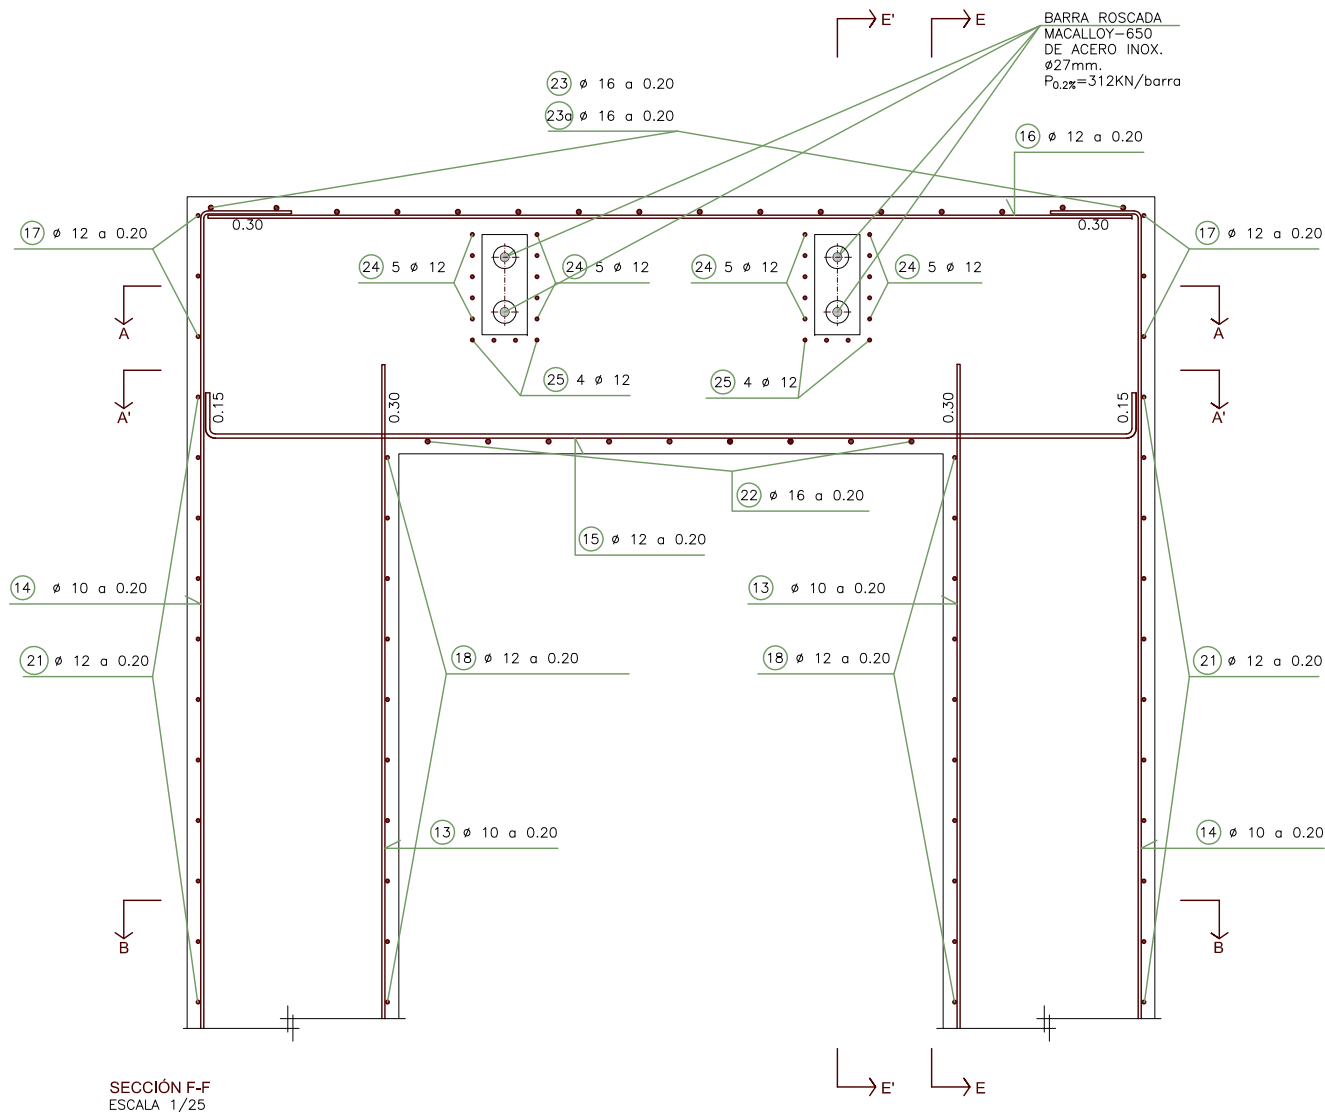 E'
E
BARRA ROSCADA
MACALLOY-650
DE ACERO INOX.
ø27mm.
P0.2%=312KN/barra
23 ø 16 a 0.20
23a ø 16 a 0.20
16 ø 12 a 0.20
0.30
0.30
17 ø 12 a 0.20
17 ø 12 a 0.20
24 5 ø 12
24 5 ø 12
24 5 ø 12
24 5 ø 12
A
A
25 4 ø 12
25 4 ø 12
A'
A'
0.15
0.30
0.30
0.15
22 ø 16 a 0.20
15 ø 12 a 0.20
14 ø 10 a 0.20
13 ø 10 a 0.20
21 ø 12 a 0.20
18 ø 12 a 0.20
18 ø 12 a 0.20
21 ø 12 a 0.20
13 ø 10 a 0.20
14 ø 10 a 0.20
B
B
E'
E
SECCIÓN F-F
ESCALA 1/25